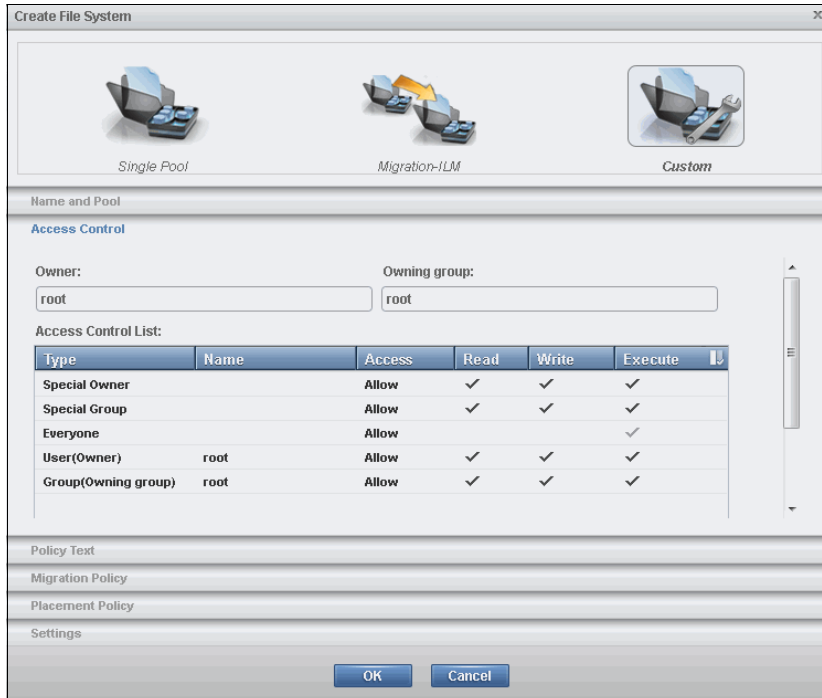 Create File System x
Single Pool Migration-ILM Custom
Name and Pool
Access Control
Owner: Owning group:
root root
Access Control List:
Type Name Access Read Write Execute
Special Owner Allow ✓ ✓ ✓
Special Group Allow ✓ ✓ ✓
Everyone Allow ✓
User(Owner) root Allow ✓ ✓ ✓
Group(Owning group) root Allow ✓ ✓ ✓
Policy Text
Migration Policy
Placement Policy
Settings
OK Cancel